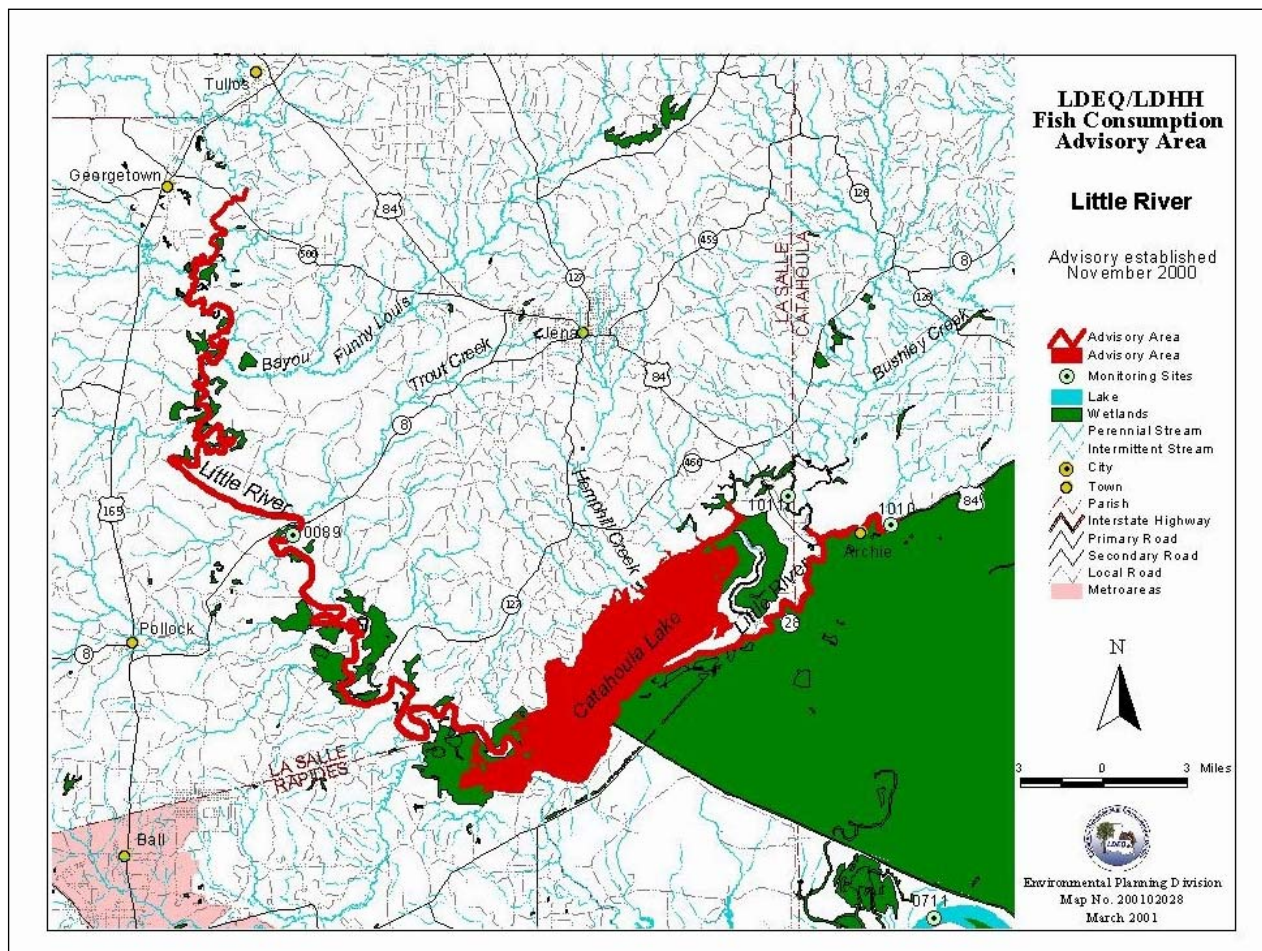 Tullos
Georgetown
84
500
126
459
127
LA SALLE
CATAHOULA
8
126
Funny Louis
Bayou
Trout Creek
Jena
Bushley Creek
84
8
Little River
165
0089
Hemphill Creek
466
1011
1010
84
Archie
127
Little River
28
Pollock
8
Catahoula Lake
LA SALLE
RAPIDES
Ball
0711
LDEQ/LDHH
Fish Consumption
Advisory Area
Little River
Advisory established
November 2000
Advisory Area
Advisory Area
Monitoring Sites
Lake
Wetlands
Perennial Stream
Intermittent Stream
City
Town
Parish
Interstate Highway
Primary Road
Secondary Road
Local Road
Metroareas
N
3 0 3 Miles
LDEQ
Environmental Planning Division
Map No. 200102028
March 2001